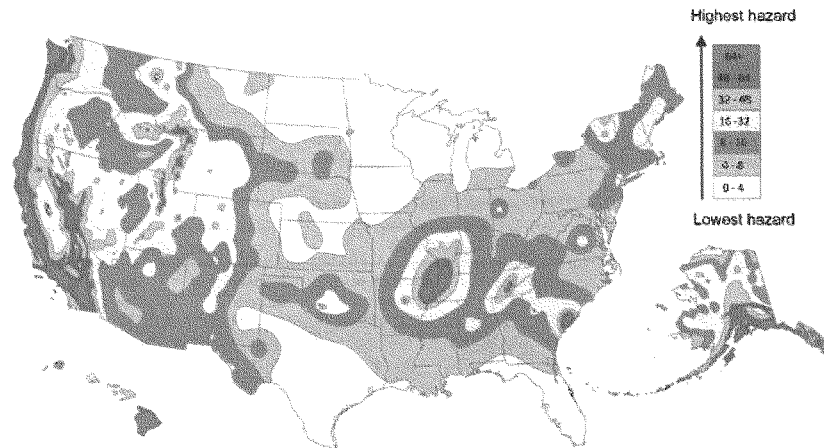 Highest hazard
64+
48 - 64
32 - 48
16 - 32
8 - 16
4 - 8
0 - 4
Lowest hazard